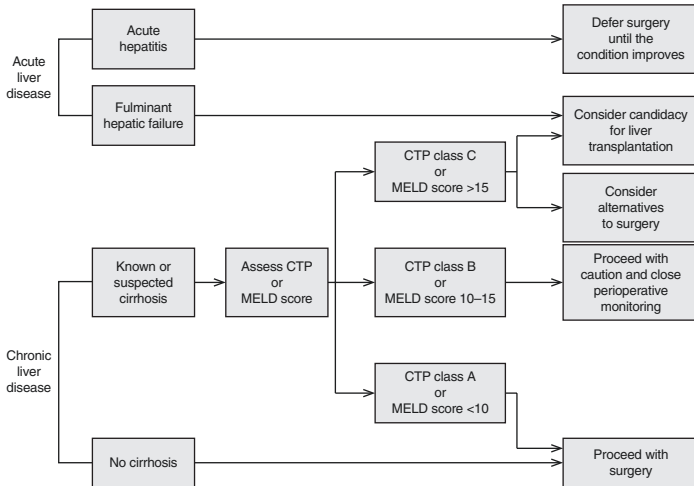 Acute
liver
disease
Acute
hepatitis
Defer surgery
until the
condition improves
Fulminant
hepatic failure
Consider candidacy
for liver
transplantation
CTP class C
or
MELD score >15
Consider
alternatives
to surgery
Chronic
liver
disease
Known or
suspected
cirrhosis
Assess CTP
or
MELD score
CTP class B
or
MELD score 10–15
Proceed with
caution and close
perioperative
monitoring
CTP class A
or
MELD score <10
No cirrhosis
Proceed with
surgery